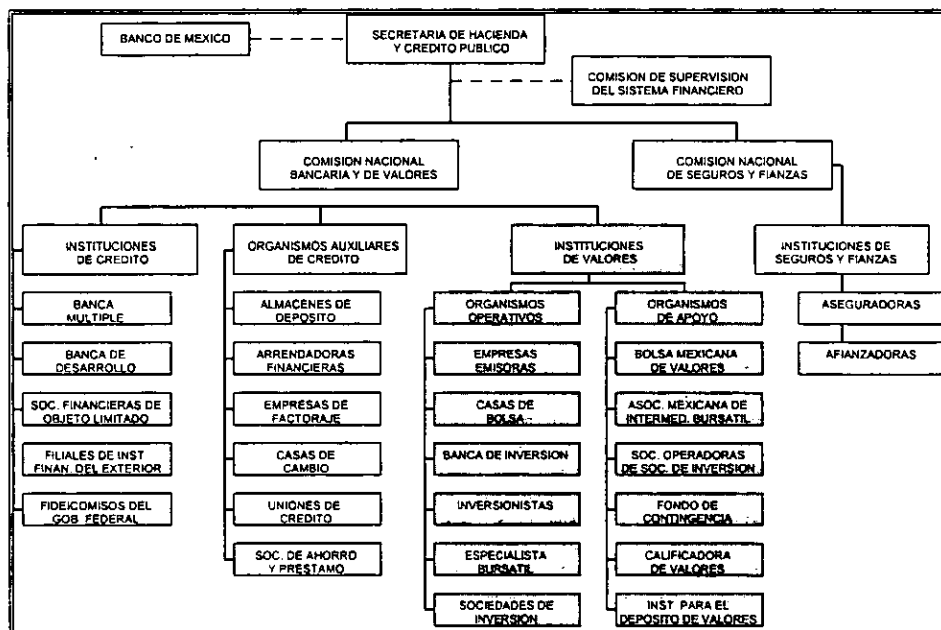 BANCO DE MEXICO
SECRETARIA DE HACIENDA
Y CREDITO PUBLICO
COMISION DE SUPERVISION
DEL SISTEMA FINANCIERO
COMISION NACIONAL
BANCARIA Y DE VALORES
COMISION NACIONAL
DE SEGUROS Y FIANZAS
INSTITUCIONES
DE CREDITO
BANCA
MULTIPLE
BANCA DE
DESARROLLO
SOC. FINANCIERAS DE
OBJETO LIMITADO
FILIALES DE INST
FINAN. DEL EXTERIOR
FIDEICOMISOS DEL
GOB. FEDERAL
ORGANISMOS AUXILIARES
DE CREDITO
ALMACENES DE
DEPOSITO
ARRENDADORAS
FINANCIERAS
EMPRESAS DE
FACTORAJE
CASAS DE
CAMBIO
UNIONES DE
CREDITO
SOC. DE AHORRO
Y PRESTAMO
INSTITUCIONES
DE VALORES
ORGANISMOS
OPERATIVOS
EMPRESAS
EMISORAS
CASAS DE
BOLSA
BANCA DE INVERSION
INVERSIONISTAS
ESPECIALISTA
BURSATIL
SOCIEDADES DE
INVERSION
ORGANISMOS
DE APOYO
BOLSA MEXICANA
DE VALORES
ASOC. MEXICANA DE
INTERMED. BURSATIL
SOC. OPERADORAS
DE SOC. DE INVERSION
FONDO DE
CONTINGENCIA
CALIFICADORA
DE VALORES
INST PARA EL
DEPOSITO DE VALORES
INSTITUCIONES DE
SEGUROS Y FIANZAS
ASEGURADORAS
AFIANZADORAS